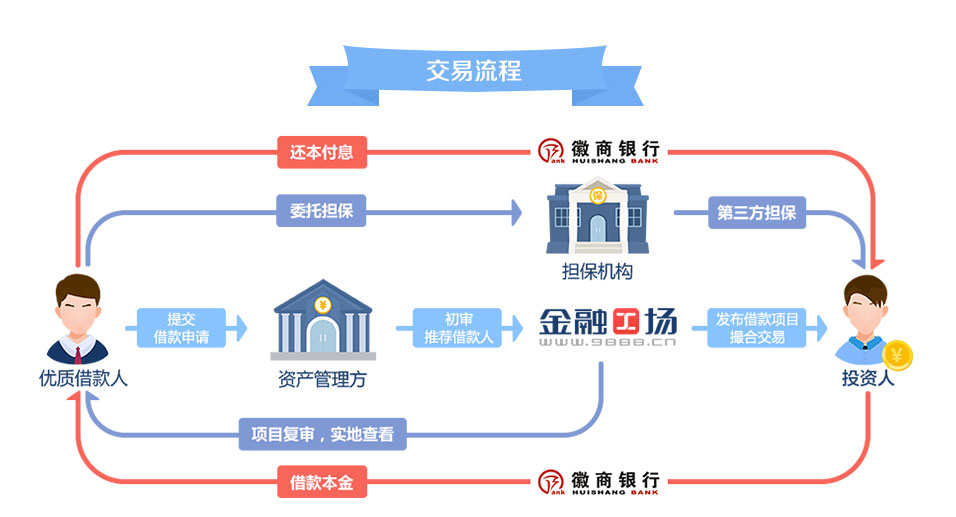 交易流程
还本付息
徽商银行
HUISHANG BANK
Bank
委托担保
保
第三方担保
担保机构
提交
借款申请
¥
初审
推荐借款人
金融工场
www.9888.cn
发布借款项目
撮合交易
¥
优质借款人
资产管理方
投资人
项目复审，实地查看
借款本金
徽商银行
HUISHANG BANK
Bank